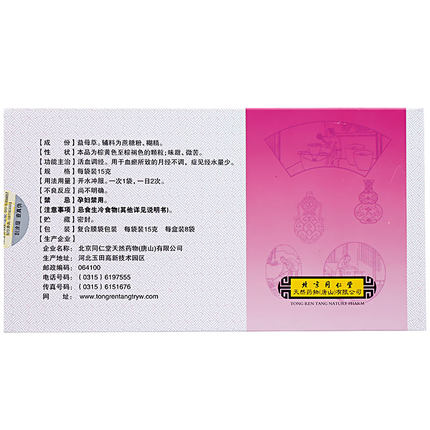 【成　　份】益母草。辅料为蔗糖粉、糊精。
【性　　状】本品为棕黄色至棕褐色的颗粒；味甜、微苦。
【功能主治】活血调经。用于血瘀所致的月经不调，症见经水量少。
【规　　格】每袋装15克
【用法用量】开水冲服。一次1袋，一日2次。
【不良反应】尚不明确。
【禁　　忌】孕妇禁用。
【注意事项】忌食生冷食物(其他详见说明书)。
【贮　　藏】密封。
【包　　装】复合膜袋包装　每袋装15克　每盒装8袋
【生产企业】
企业名称：北京同仁堂天然药物(唐山)有限公司
生产地址：河北玉田高新技术园区
邮政编码：064100
电话号码：(0315) 6197555
传真号码：(0315) 6151676
网　　址：www.tongrentangtryw.com
北京同仁堂
天然药物(唐山)有限公司
TONG REN TANG NATURE PHARM